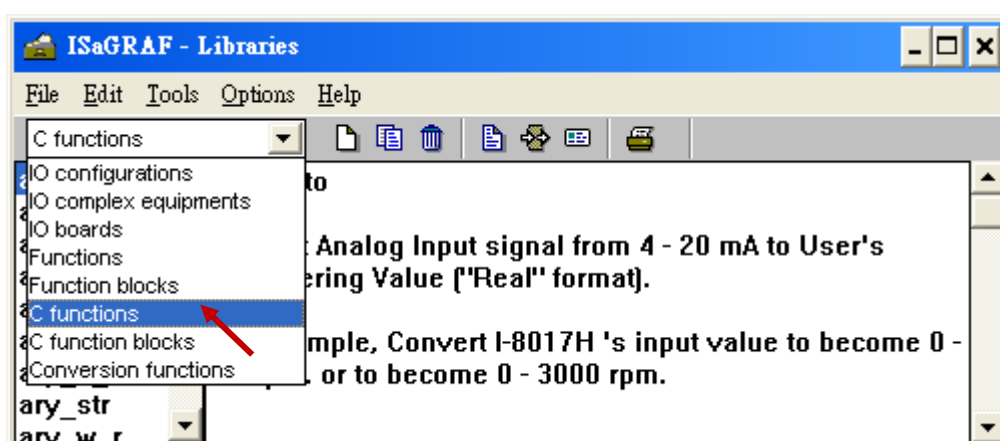 ISaGRAF - Libraries
File Edit Tools Options Help
C functions
IO configurations
IO complex equipments
IO boards
Functions
Function blocks
C functions
C function blocks
Conversion functions
ary_str
ary_w_r
to
Analog Input signal from 4 - 20 mA to User's
ering Value ("Real" format).
mple, Convert I-8017H 's input value to become 0 -
. or to become 0 - 3000 rpm.